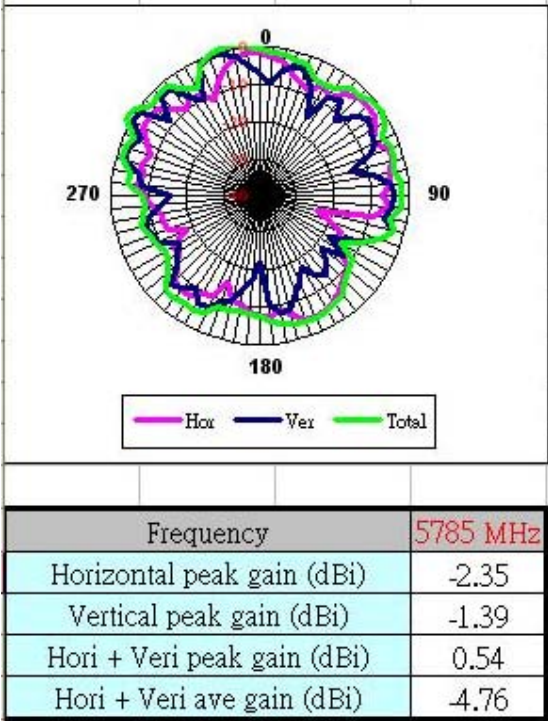 0
270
90
180
Hor Ver Total
Frequency 5785 MHz
Horizontal peak gain (dBi) -2.35
Vertical peak gain (dBi) -1.39
Hori + Veri peak gain (dBi) 0.54
Hori + Veri ave gain (dBi) -4.76